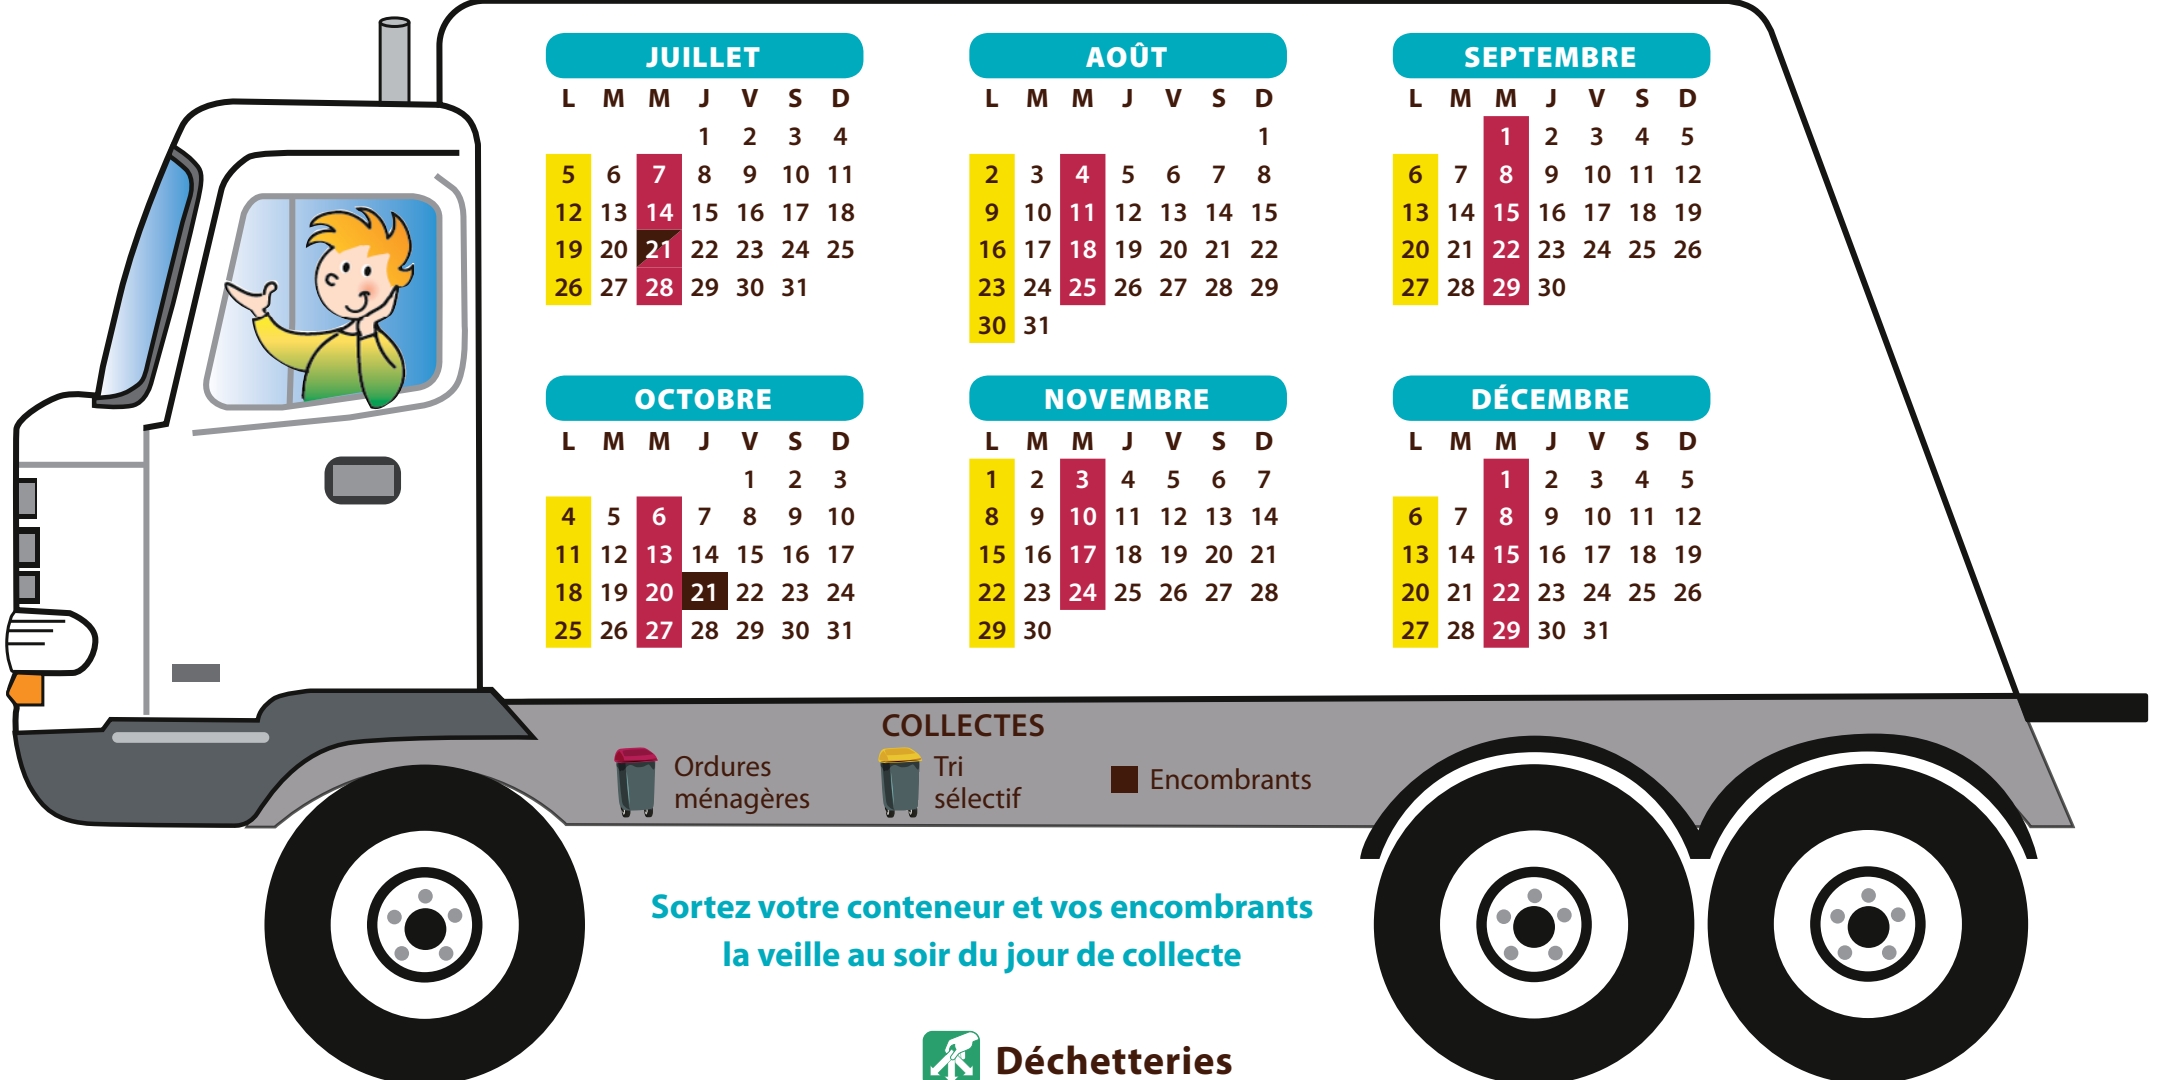 JUILLET
L M M J V S D
1 2 3 4
5 6 7 8 9 10 11
12 13 14 15 16 17 18
19 20 21 22 23 24 25
26 27 28 29 30 31
AOÛT
L M M J V S D
1
2 3 4 5 6 7 8
9 10 11 12 13 14 15
16 17 18 19 20 21 22
23 24 25 26 27 28 29
30 31
SEPTEMBRE
L M M J V S D
1 2 3 4 5
6 7 8 9 10 11 12
13 14 15 16 17 18 19
20 21 22 23 24 25 26
27 28 29 30
OCTOBRE
L M M J V S D
1 2 3
4 5 6 7 8 9 10
11 12 13 14 15 16 17
18 19 20 21 22 23 24
25 26 27 28 29 30 31
NOVEMBRE
L M M J V S D
1 2 3 4 5 6 7
8 9 10 11 12 13 14
15 16 17 18 19 20 21
22 23 24 25 26 27 28
29 30
DÉCEMBRE
L M M J V S D
1 2 3 4 5
6 7 8 9 10 11 12
13 14 15 16 17 18 19
20 21 22 23 24 25 26
27 28 29 30 31
COLLECTES
Ordures
ménagères
Tri
sélectif
Encombrants
Sortez votre conteneur et vos encombrants
la veille au soir du jour de collecte
Déchetteries